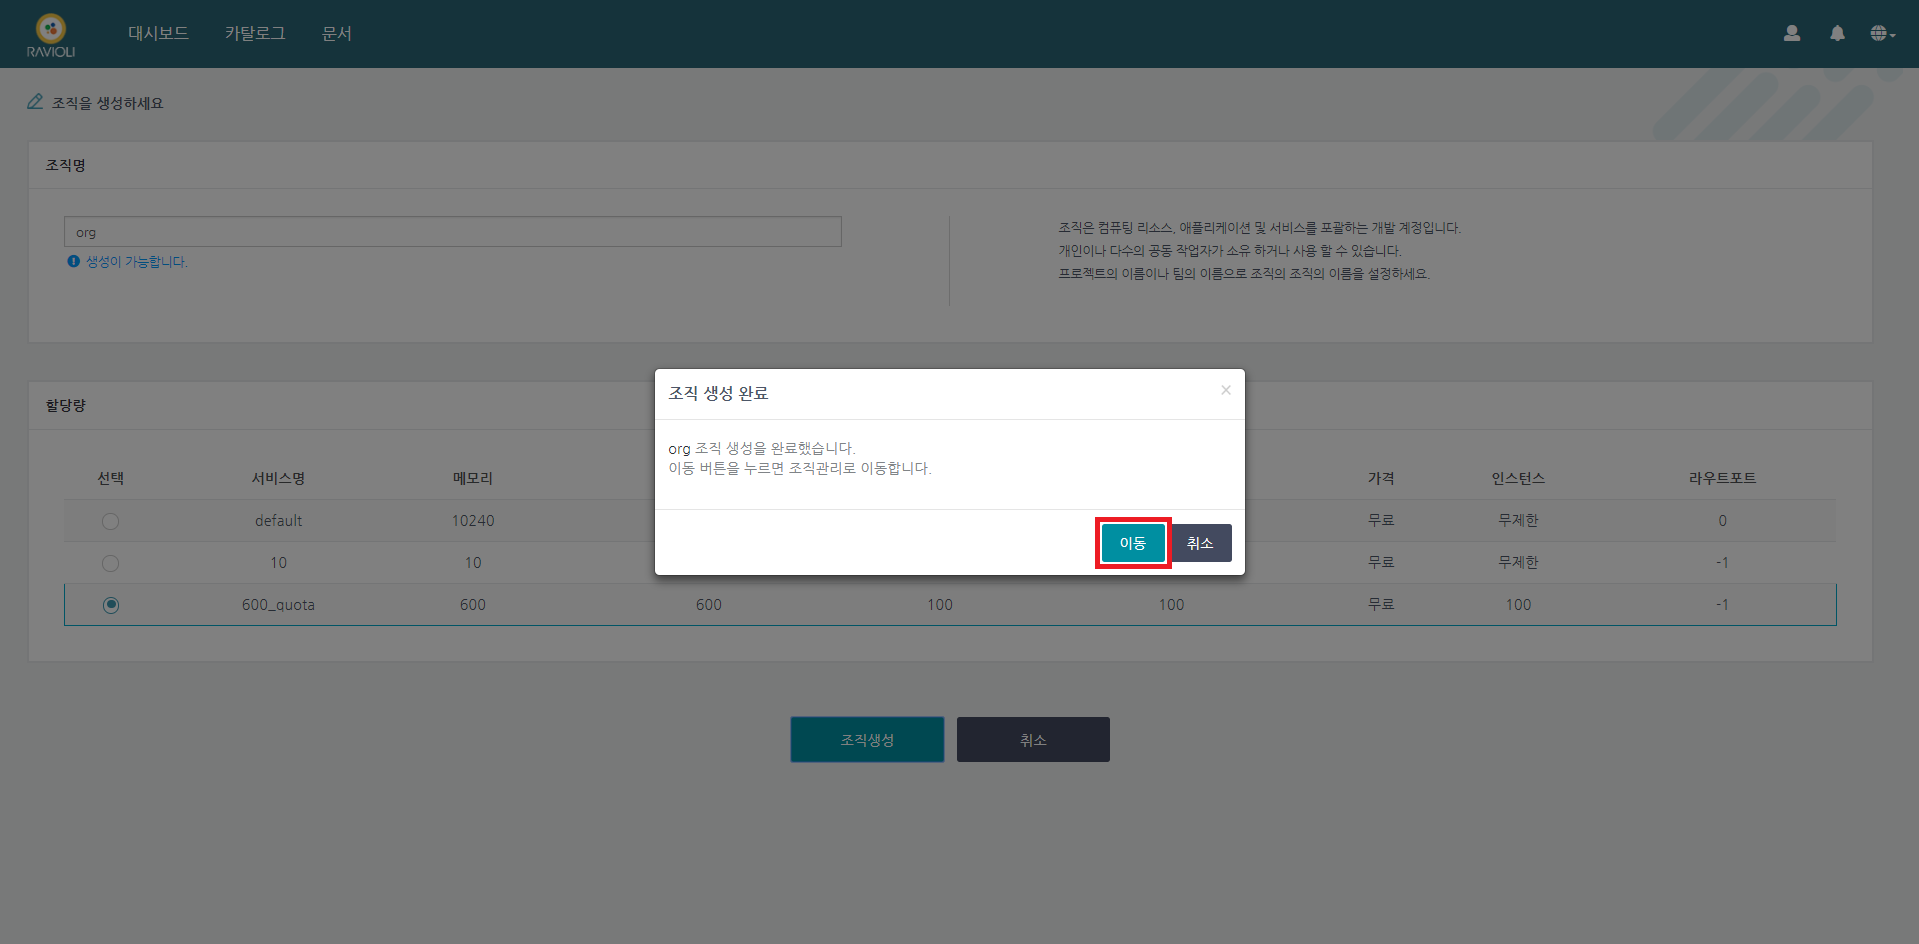 RAVIOLI
대시보드 카탈로그 문서
조직을 생성하세요
조직명
org
생성이 가능합니다.
조직은 컴퓨팅 리소스, 애플리케이션 및 서비스를 포괄하는 개발 계정입니다.
개인이나 다수의 공동 작업자가 소유 하거나 사용 할 수 있습니다.
프로젝트의 이름이나 팀의 이름으로 조직의 조직의 이름을 설정하세요.
할당량
조직 생성 완료 ×
org 조직 생성을 완료했습니다.
이동 버튼을 누르면 조직관리로 이동합니다.
이동 취소
선택 서비스명 메모리 가격 인스턴스 라우트포트
default 10240 무료 무제한 0
10 10 무료 무제한 -1
600_quota 600 600 100 100 무료 100 -1
조직생성 취소